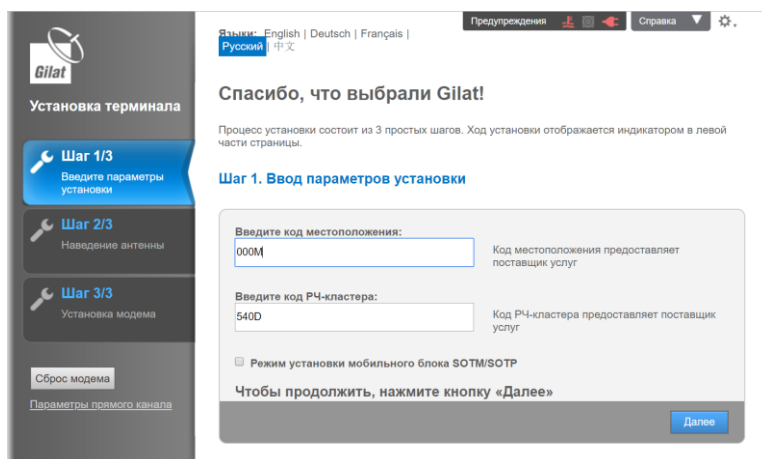 Gilat
Установка терминала
Шаг 1/3
Введите параметры
установки
Шаг 2/3
Наведение антенны
Шаг 3/3
Установка модема
Сброс модема
Параметры прямого канала
Языки: English | Deutsch | Français |
Русский | 中文
Предупреждения
Справка
Спасибо, что выбрали Gilat!
Процесс установки состоит из 3 простых шагов. Ход установки отображается индикатором в левой
части страницы.
Шаг 1. Ввод параметров установки
Введите код местоположения:
000M
Код местоположения предоставляет
поставщик услуг
Введите код РЧ-кластера:
540D
Код РЧ-кластера предоставляет поставщик
услуг
Режим установки мобильного блока SOTM/SOTP
Чтобы продолжить, нажмите кнопку «Далее»
Далее